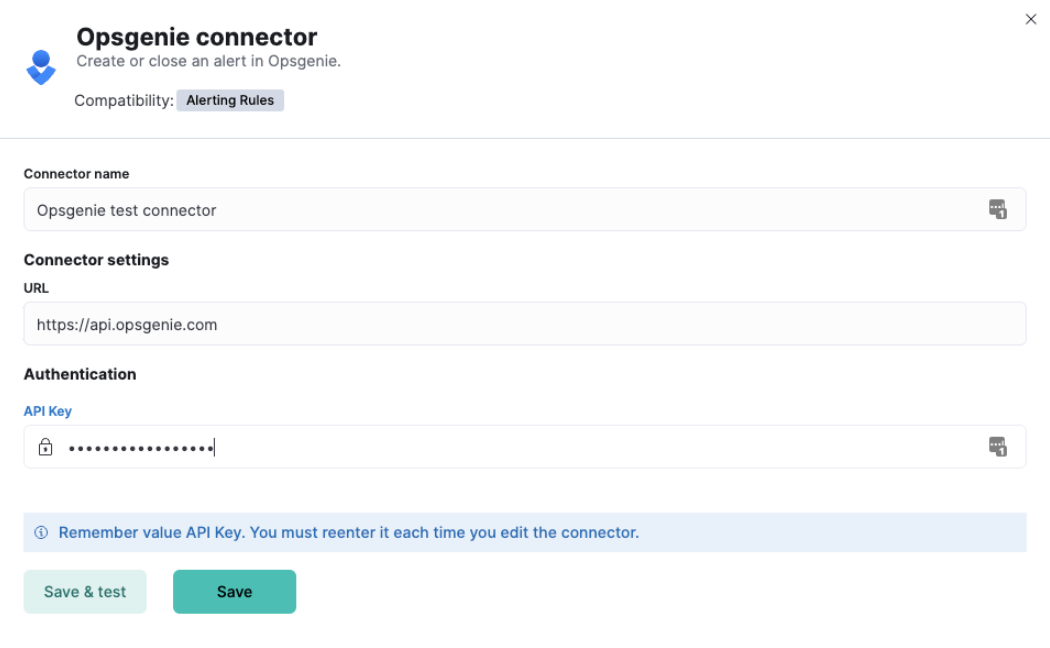 Opsgenie connector
Create or close an alert in Opsgenie.
Compatibility: Alerting Rules
Connector name
Opsgenie test connector
Connector settings
URL
https://api.opsgenie.com
Authentication
API Key
•••••••••••••••••
Remember value API Key. You must reenter it each time you edit the connector.
Save & test Save